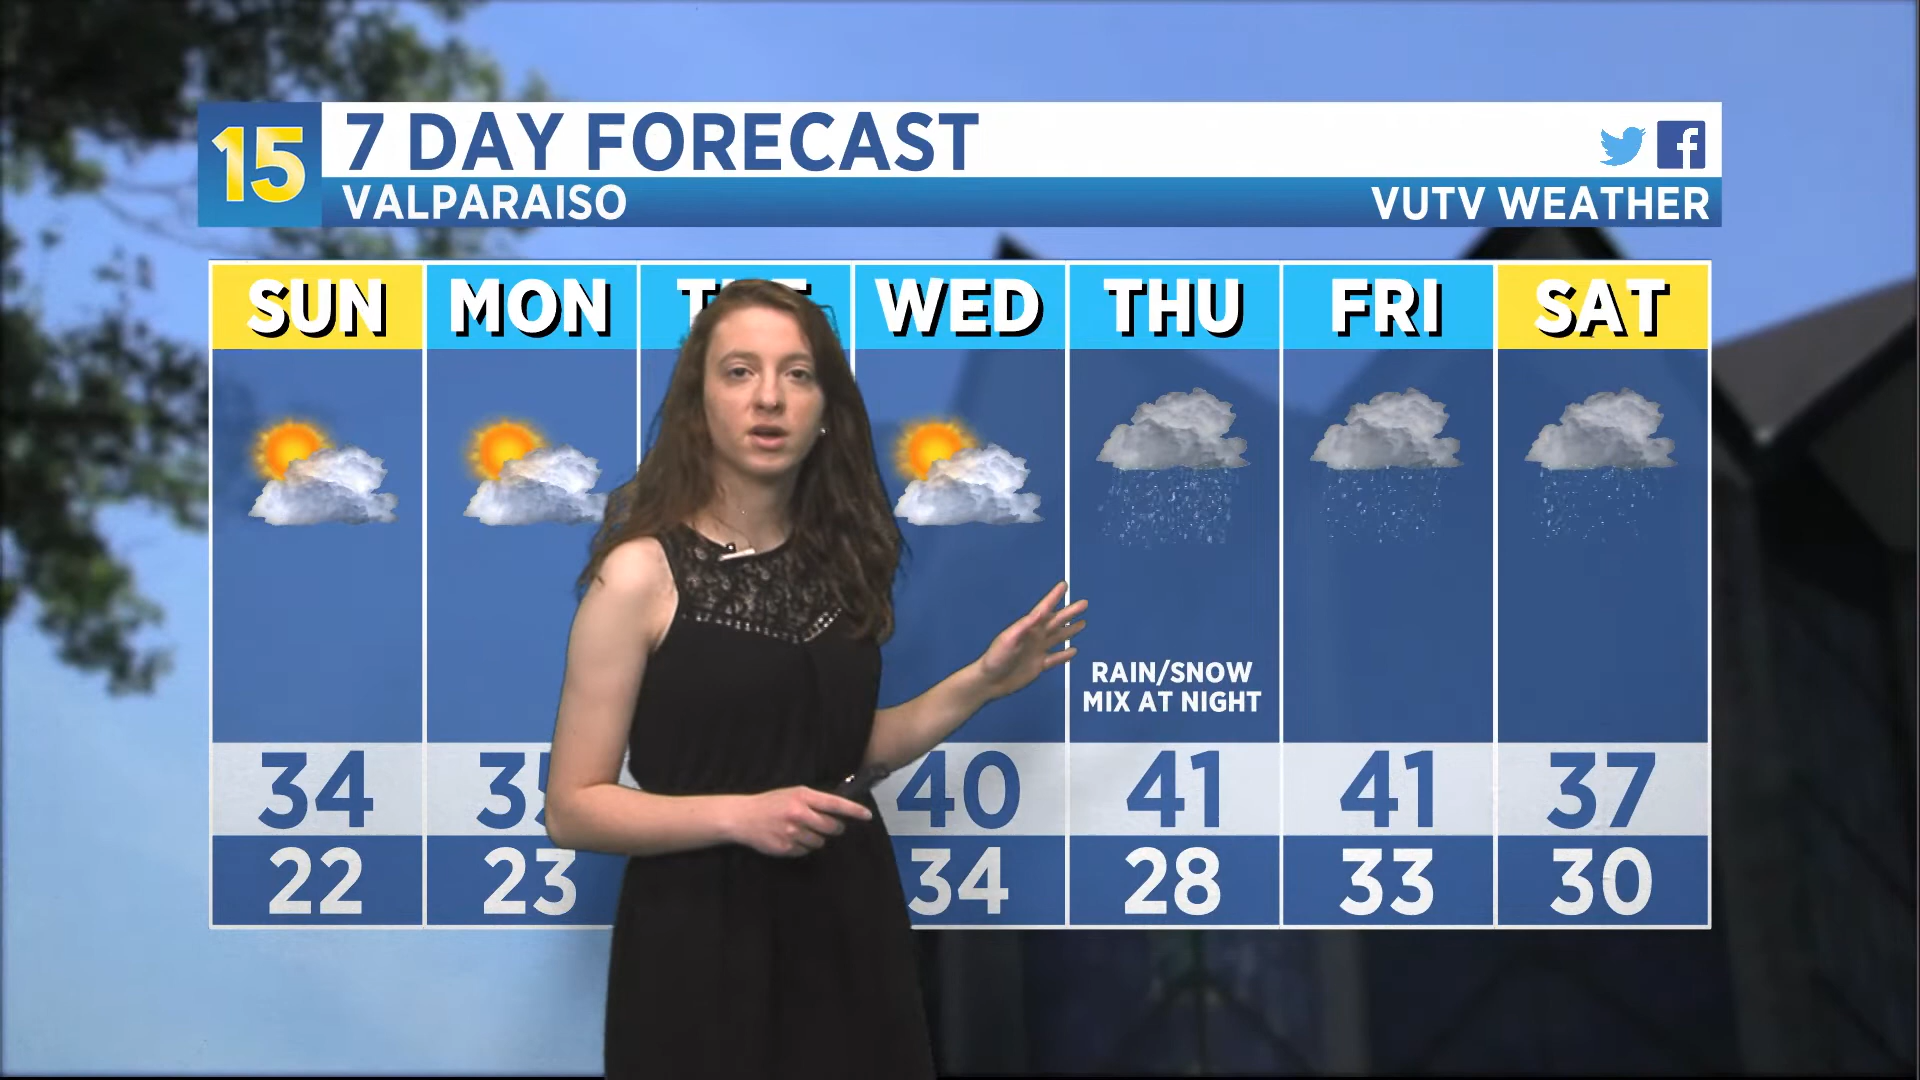 15
7 DAY FORECAST
VALPARAISO
VUTV WEATHER
SUN MON WED THU FRI SAT
RAIN/SNOW
MIX AT NIGHT
34 40 41 41 37
22 23 34 28 33 30